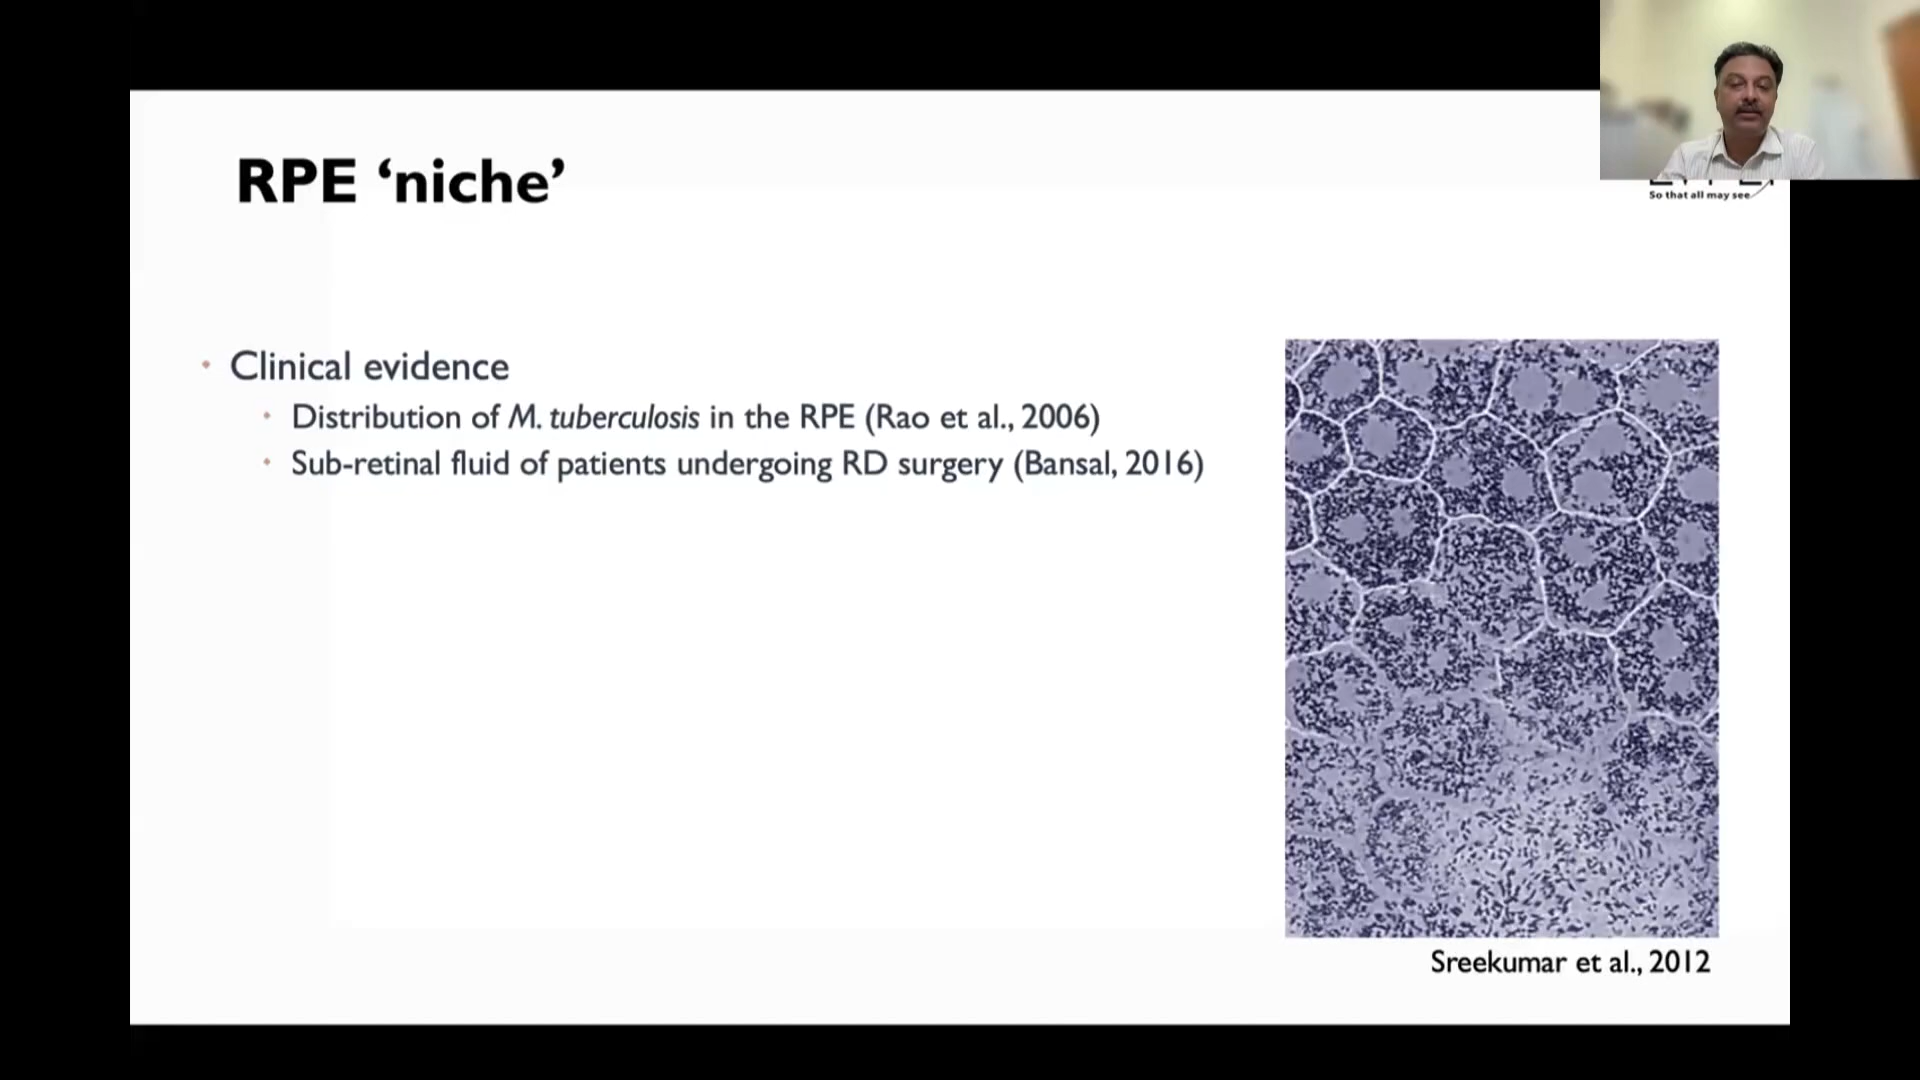 RPE ‘niche’
So that all may see
• Clinical evidence
• Distribution of M. tuberculosis in the RPE (Rao et al., 2006)
• Sub-retinal fluid of patients undergoing RD surgery (Bansal, 2016)
Sreekumar et al., 2012